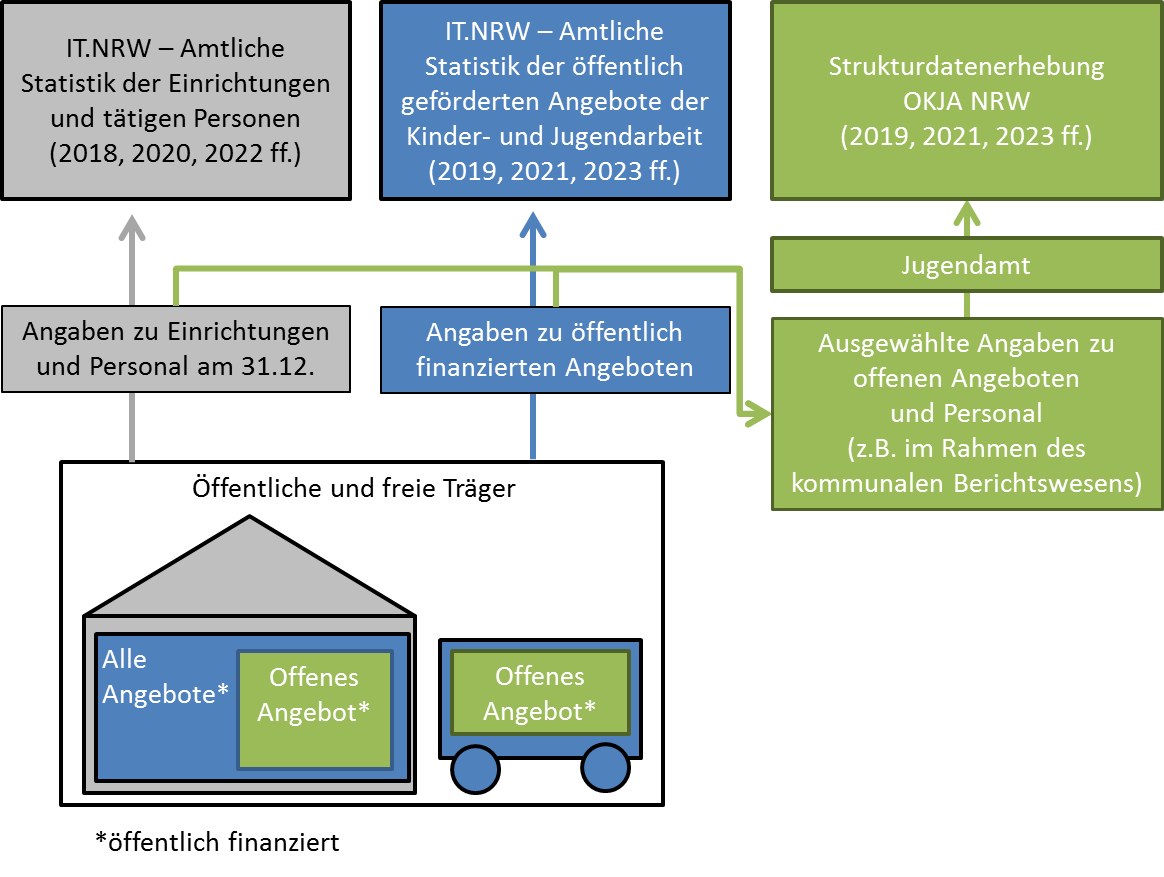 IT.NRW – Amtliche
Statistik der Einrichtungen
und tätigen Personen
(2018, 2020, 2022 ff.)
IT.NRW – Amtliche
Statistik der öffentlich
geförderten Angebote der
Kinder- und Jugendarbeit
(2019, 2021, 2023 ff.)
Strukturdatenerhebung
OKJA NRW
(2019, 2021, 2023 ff.)
Jugendamt
Angaben zu Einrichtungen
und Personal am 31.12.
Angaben zu öffentlich
finanzierten Angeboten
Ausgewählte Angaben zu
offenen Angeboten
und Personal
(z.B. im Rahmen des
kommunalen Berichtswesens)
Öffentliche und freie Träger
Alle
Angebote*
Offenes
Angebot*
Offenes
Angebot*
*öffentlich finanziert